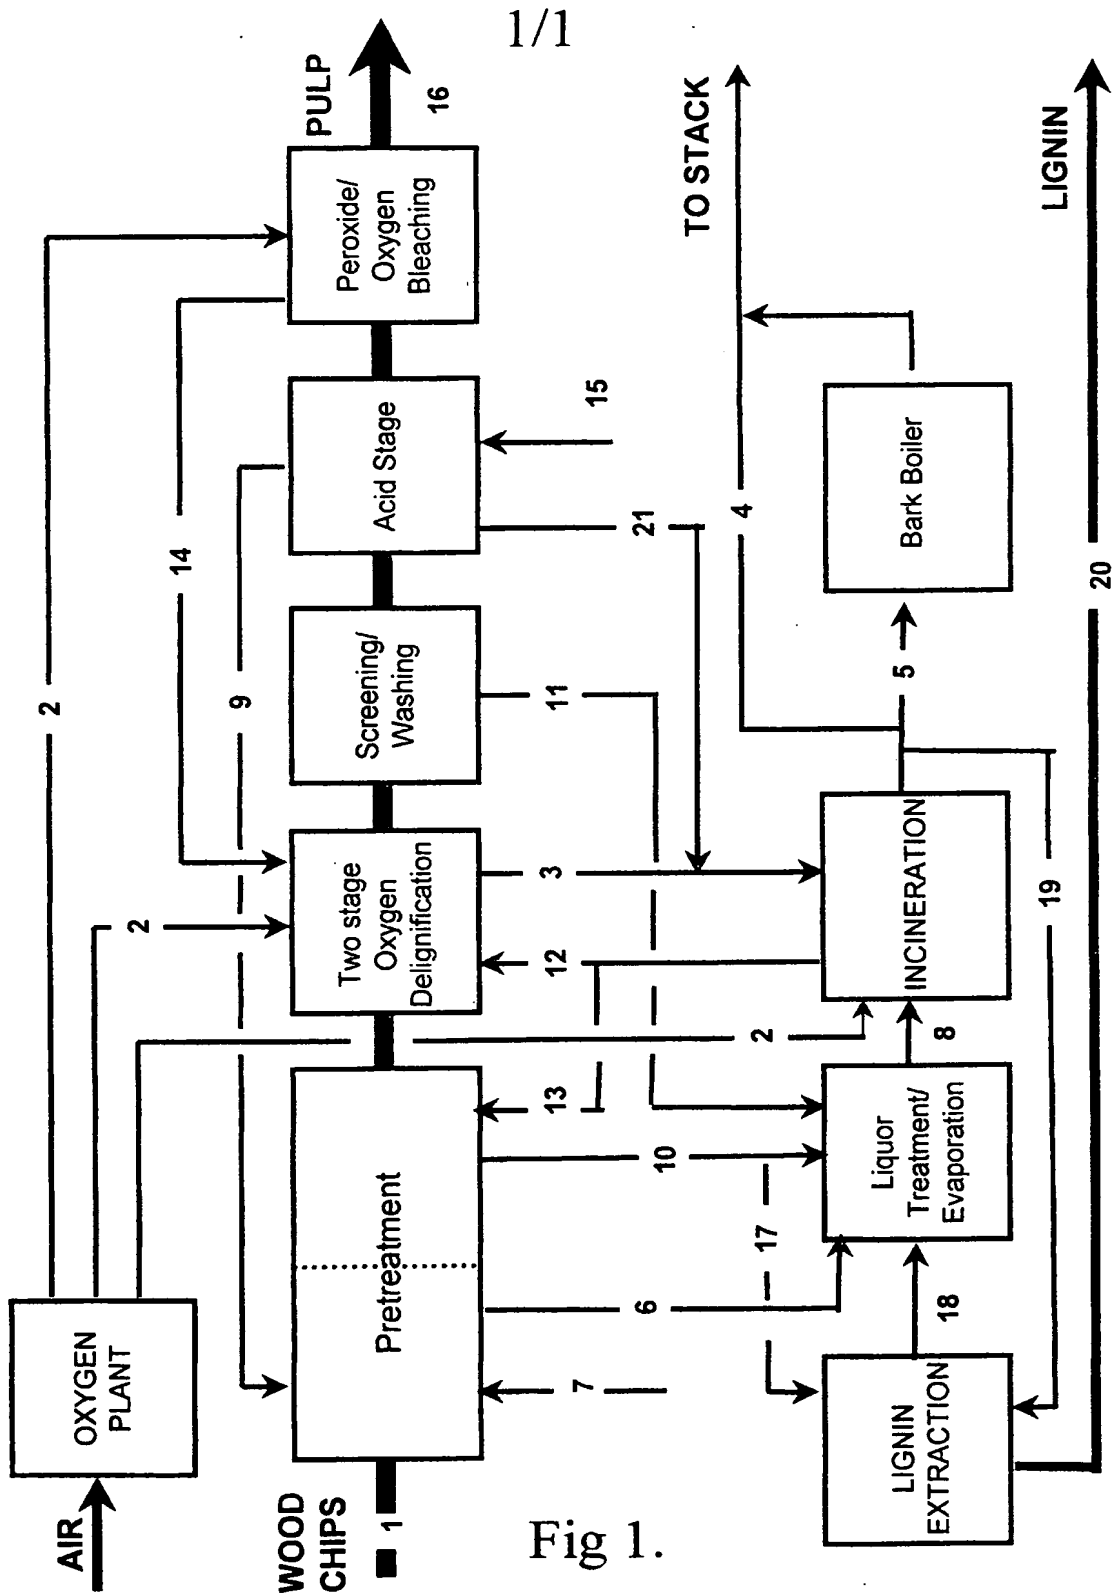 1/1
AIR
OXYGEN
PLANT
2
2
2
14
9
WOOD
CHIPS
1
Pretreatment
Two stage
Oxygen
Delignification
Screening/
Washing
Acid Stage
Peroxide/
Oxygen
Bleaching
PULP
16
7
6
10
13
12
3
11
21
15
17
LIGNIN
EXTRACTION
18
Liquor
Treatment/
Evaporation
8
INCINERATION
19
5
4
Bark Boiler
TO STACK
20
LIGNIN
Fig 1.